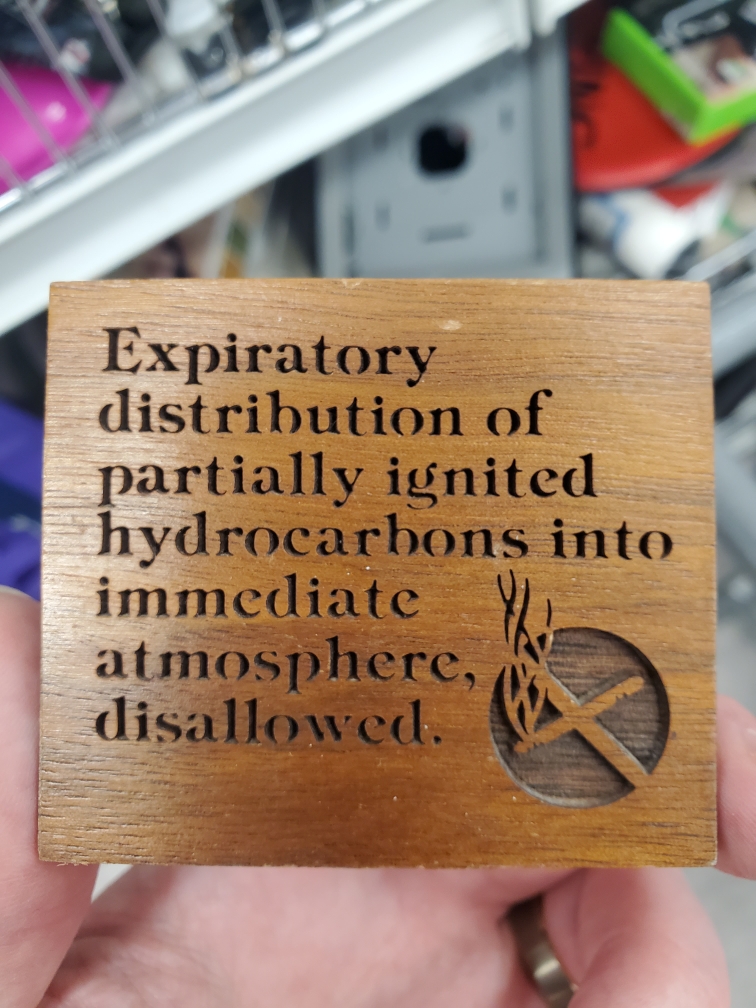 Expiratory
distribution of
partially ignited
hydrocarbons into
immediate
atmosphere,
disallowed.